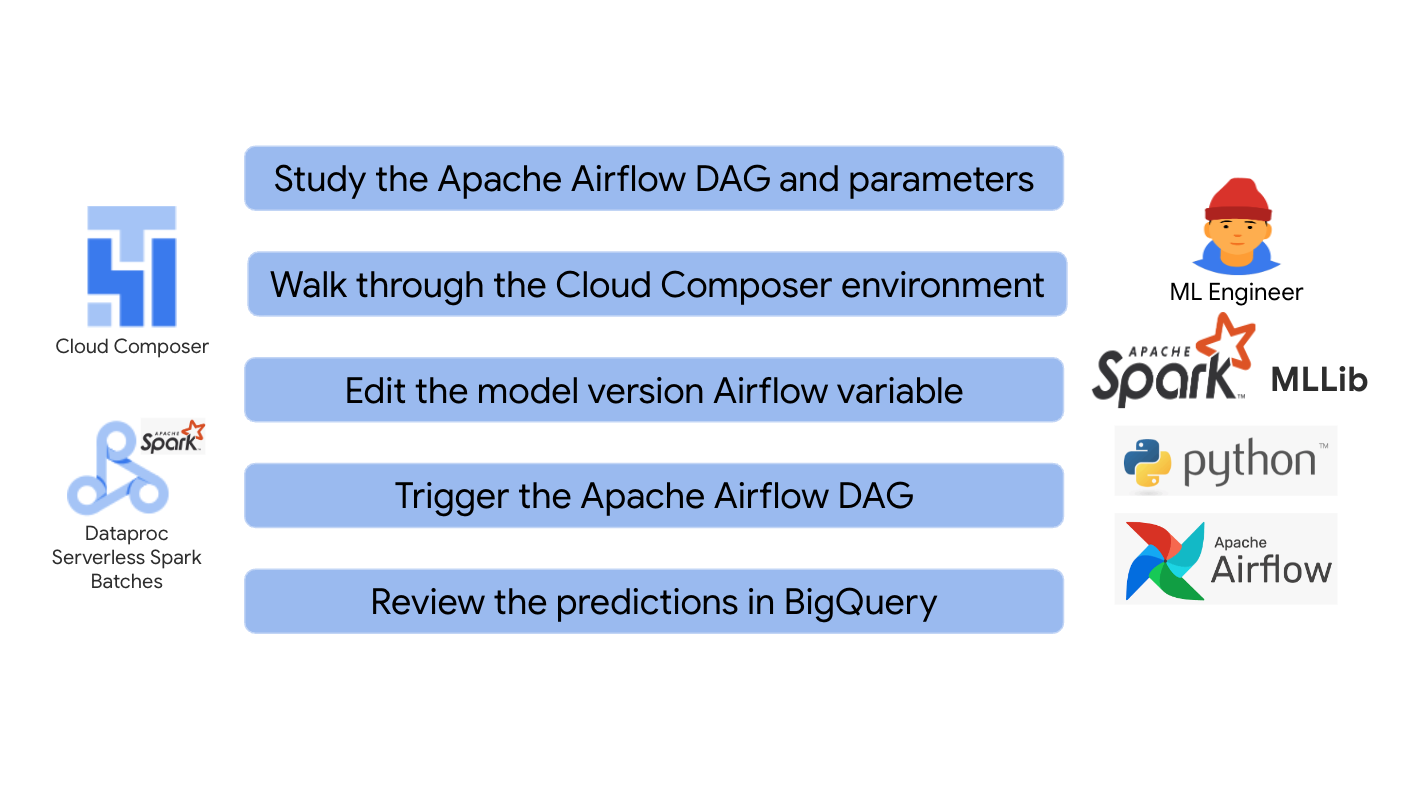 Study the Apache Airflow DAG and parameters
Walk through the Cloud Composer environment
Edit the model version Airflow variable
Trigger the Apache Airflow DAG
Review the predictions in BigQuery
Cloud Composer
APACHE
Spark™
Dataproc
Serverless Spark
Batches
ML Engineer
APACHE
Spark™
MLLib
python™
Apache
Airflow